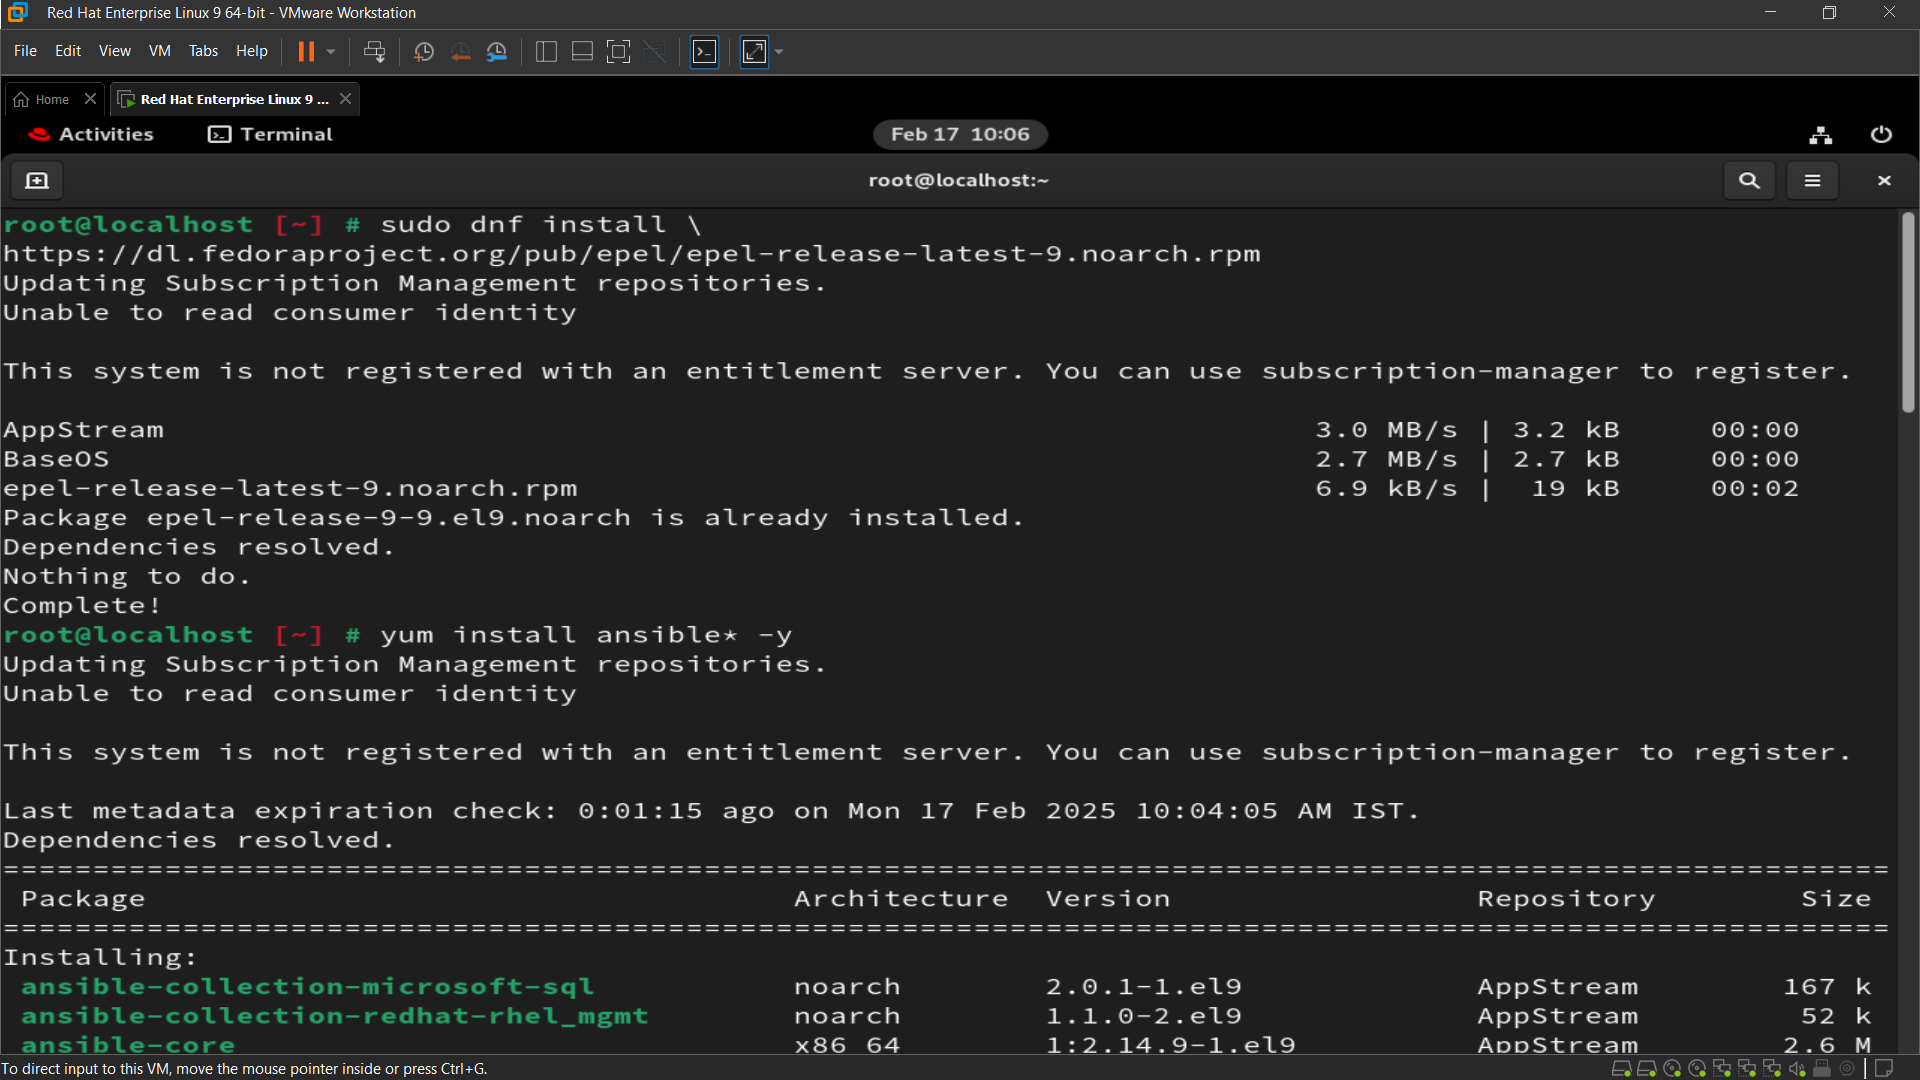 Red Hat Enterprise Linux 9 64-bit - VMware Workstation
File Edit View VM Tabs Help
Home Red Hat Enterprise Linux 9 ...
Activities Terminal Feb 17 10:06
root@localhost:~
root@localhost [~] # sudo dnf install \
https://dl.fedoraproject.org/pub/epel/epel-release-latest-9.noarch.rpm
Updating Subscription Management repositories.
Unable to read consumer identity
This system is not registered with an entitlement server. You can use subscription-manager to register.
AppStream 3.0 MB/s | 3.2 kB 00:00
BaseOS 2.7 MB/s | 2.7 kB 00:00
epel-release-latest-9.noarch.rpm 6.9 kB/s | 19 kB 00:02
Package epel-release-9-9.el9.noarch is already installed.
Dependencies resolved.
Nothing to do.
Complete!
root@localhost [~] # yum install ansible* -y
Updating Subscription Management repositories.
Unable to read consumer identity
This system is not registered with an entitlement server. You can use subscription-manager to register.
Last metadata expiration check: 0:01:15 ago on Mon 17 Feb 2025 10:04:05 AM IST.
Dependencies resolved.
Package Architecture Version Repository Size
Installing:
ansible-collection-microsoft-sql noarch 2.0.1-1.el9 AppStream 167 k
ansible-collection-redhat-rhel_mgmt noarch 1.1.0-2.el9 AppStream 52 k
ansible-core x86_64 1:2.14.9-1.el9 AppStream 2.6 M
To direct input to this VM, move the mouse pointer inside or press Ctrl+G.